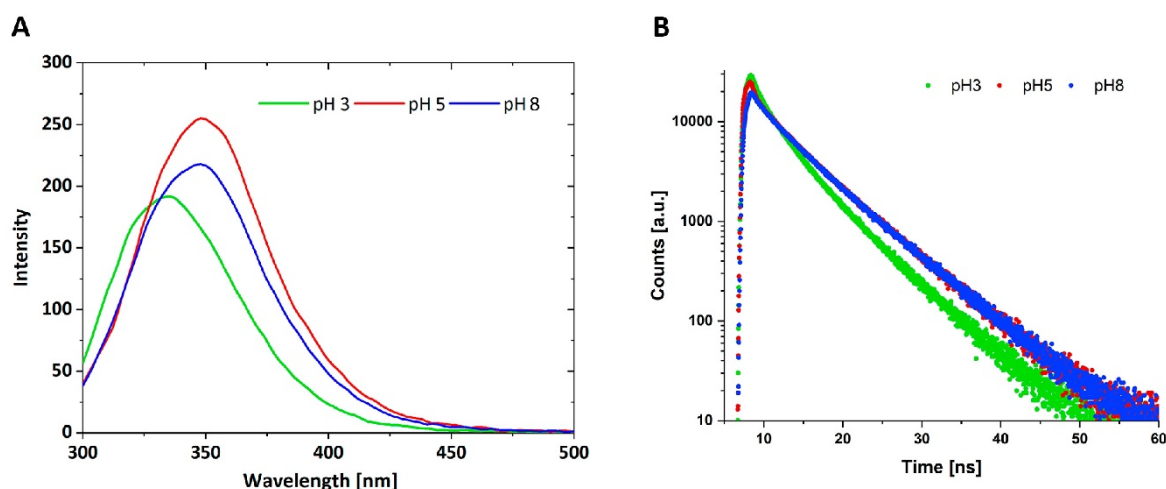 A
B
300
250
200
150
100
50
0
Intensity
pH 3 pH 5 pH 8
300 350 400 450 500
Wavelength [nm]
10000
1000
100
10
Counts [a.u.]
pH3 pH5 pH8
10 20 30 40 50 60
Time [ns]